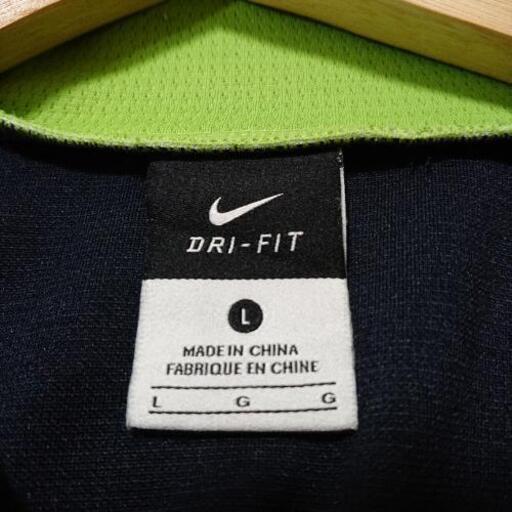 DRI-FIT
L
MADE IN CHINA
FABRIQUE EN CHINE
L G G